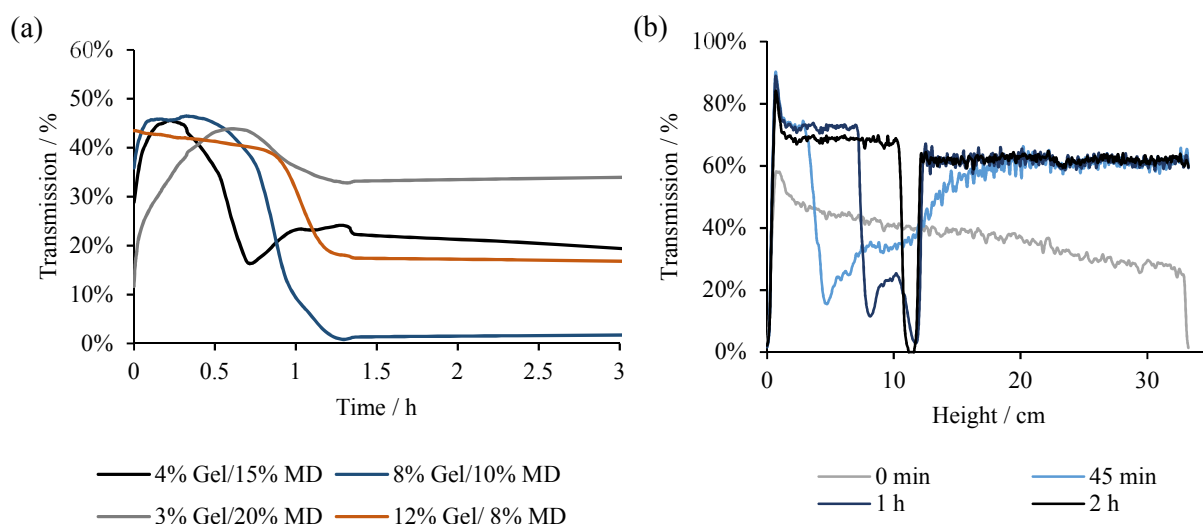 (a)
60%
50%
40%
30%
20%
10%
0%
Transmission / %
0 0.5 1 1.5 2 2.5 3
Time / h
4% Gel/15% MD 8% Gel/10% MD
3% Gel/20% MD 12% Gel/ 8% MD
(b)
100%
80%
60%
40%
20%
0%
Transmission / %
0 10 20 30
Height / cm
0 min 45 min
1 h 2 h